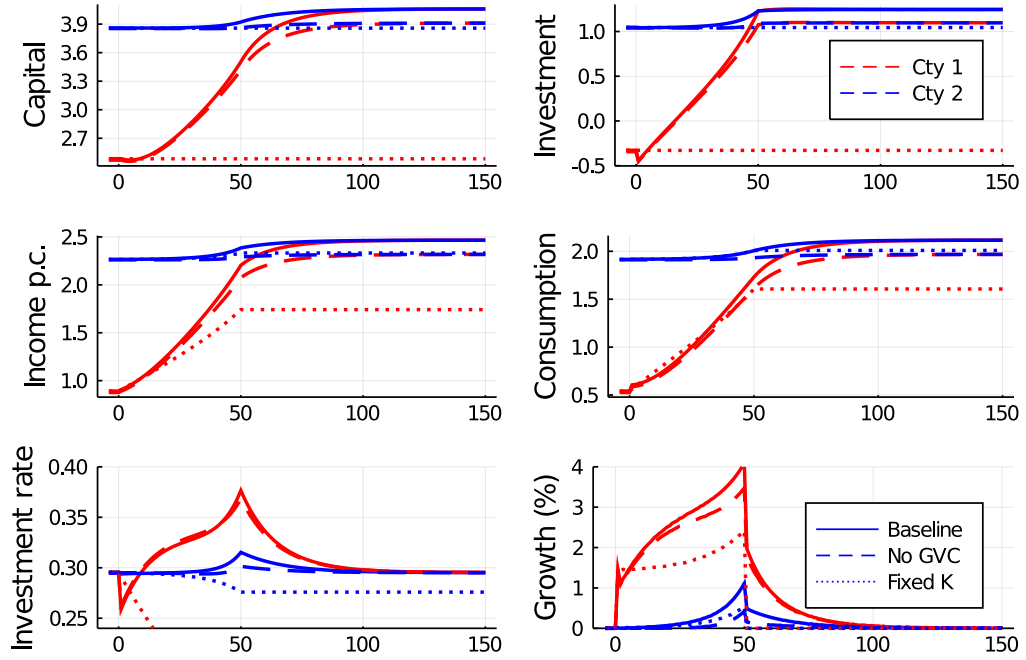 Capital
3.9
3.6
3.3
3.0
2.7
0 50 100 150
Investment
1.0
0.5
0.0
-0.5
0 50 100 150
Cty 1
Cty 2
Income p.c.
2.5
2.0
1.5
1.0
0 50 100 150
Consumption
2.0
1.5
1.0
0.5
0 50 100 150
Investment rate
0.40
0.35
0.30
0.25
0 50 100 150
Growth (%)
4
3
2
1
0
0 50 100 150
Baseline
No GVC
Fixed K